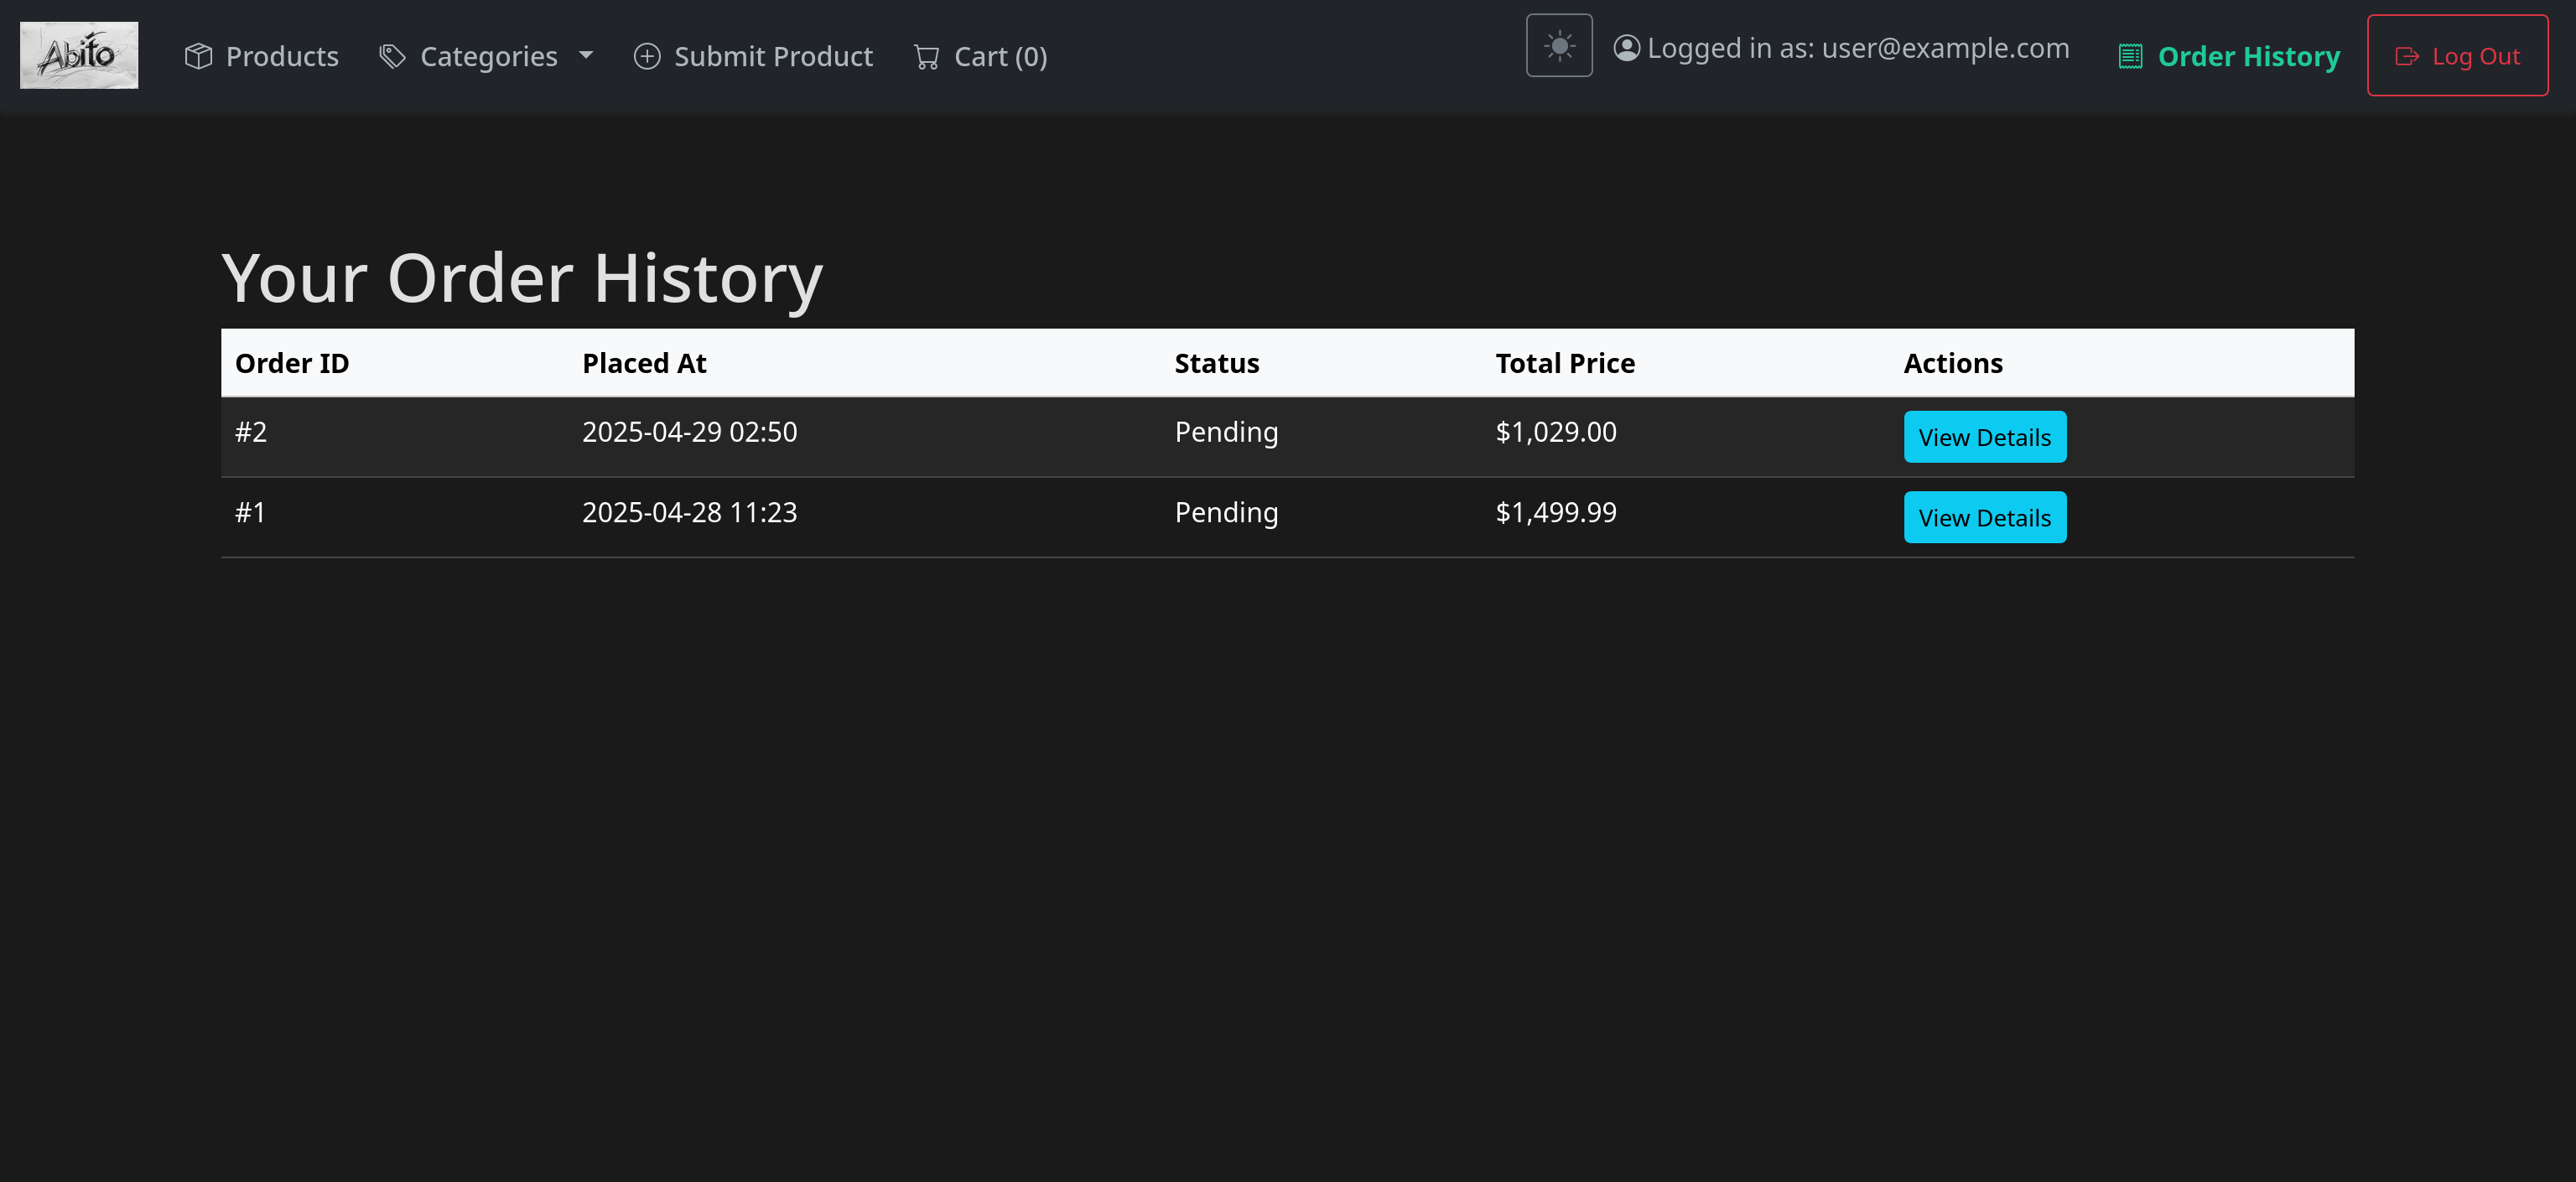 Abito
Products
Categories
Submit Product
Cart (0)
Logged in as: user@example.com
Order History
Log Out
Your Order History
Order ID Placed At Status Total Price Actions
#2 2025-04-29 02:50 Pending $1,029.00 View Details
#1 2025-04-28 11:23 Pending $1,499.99 View Details